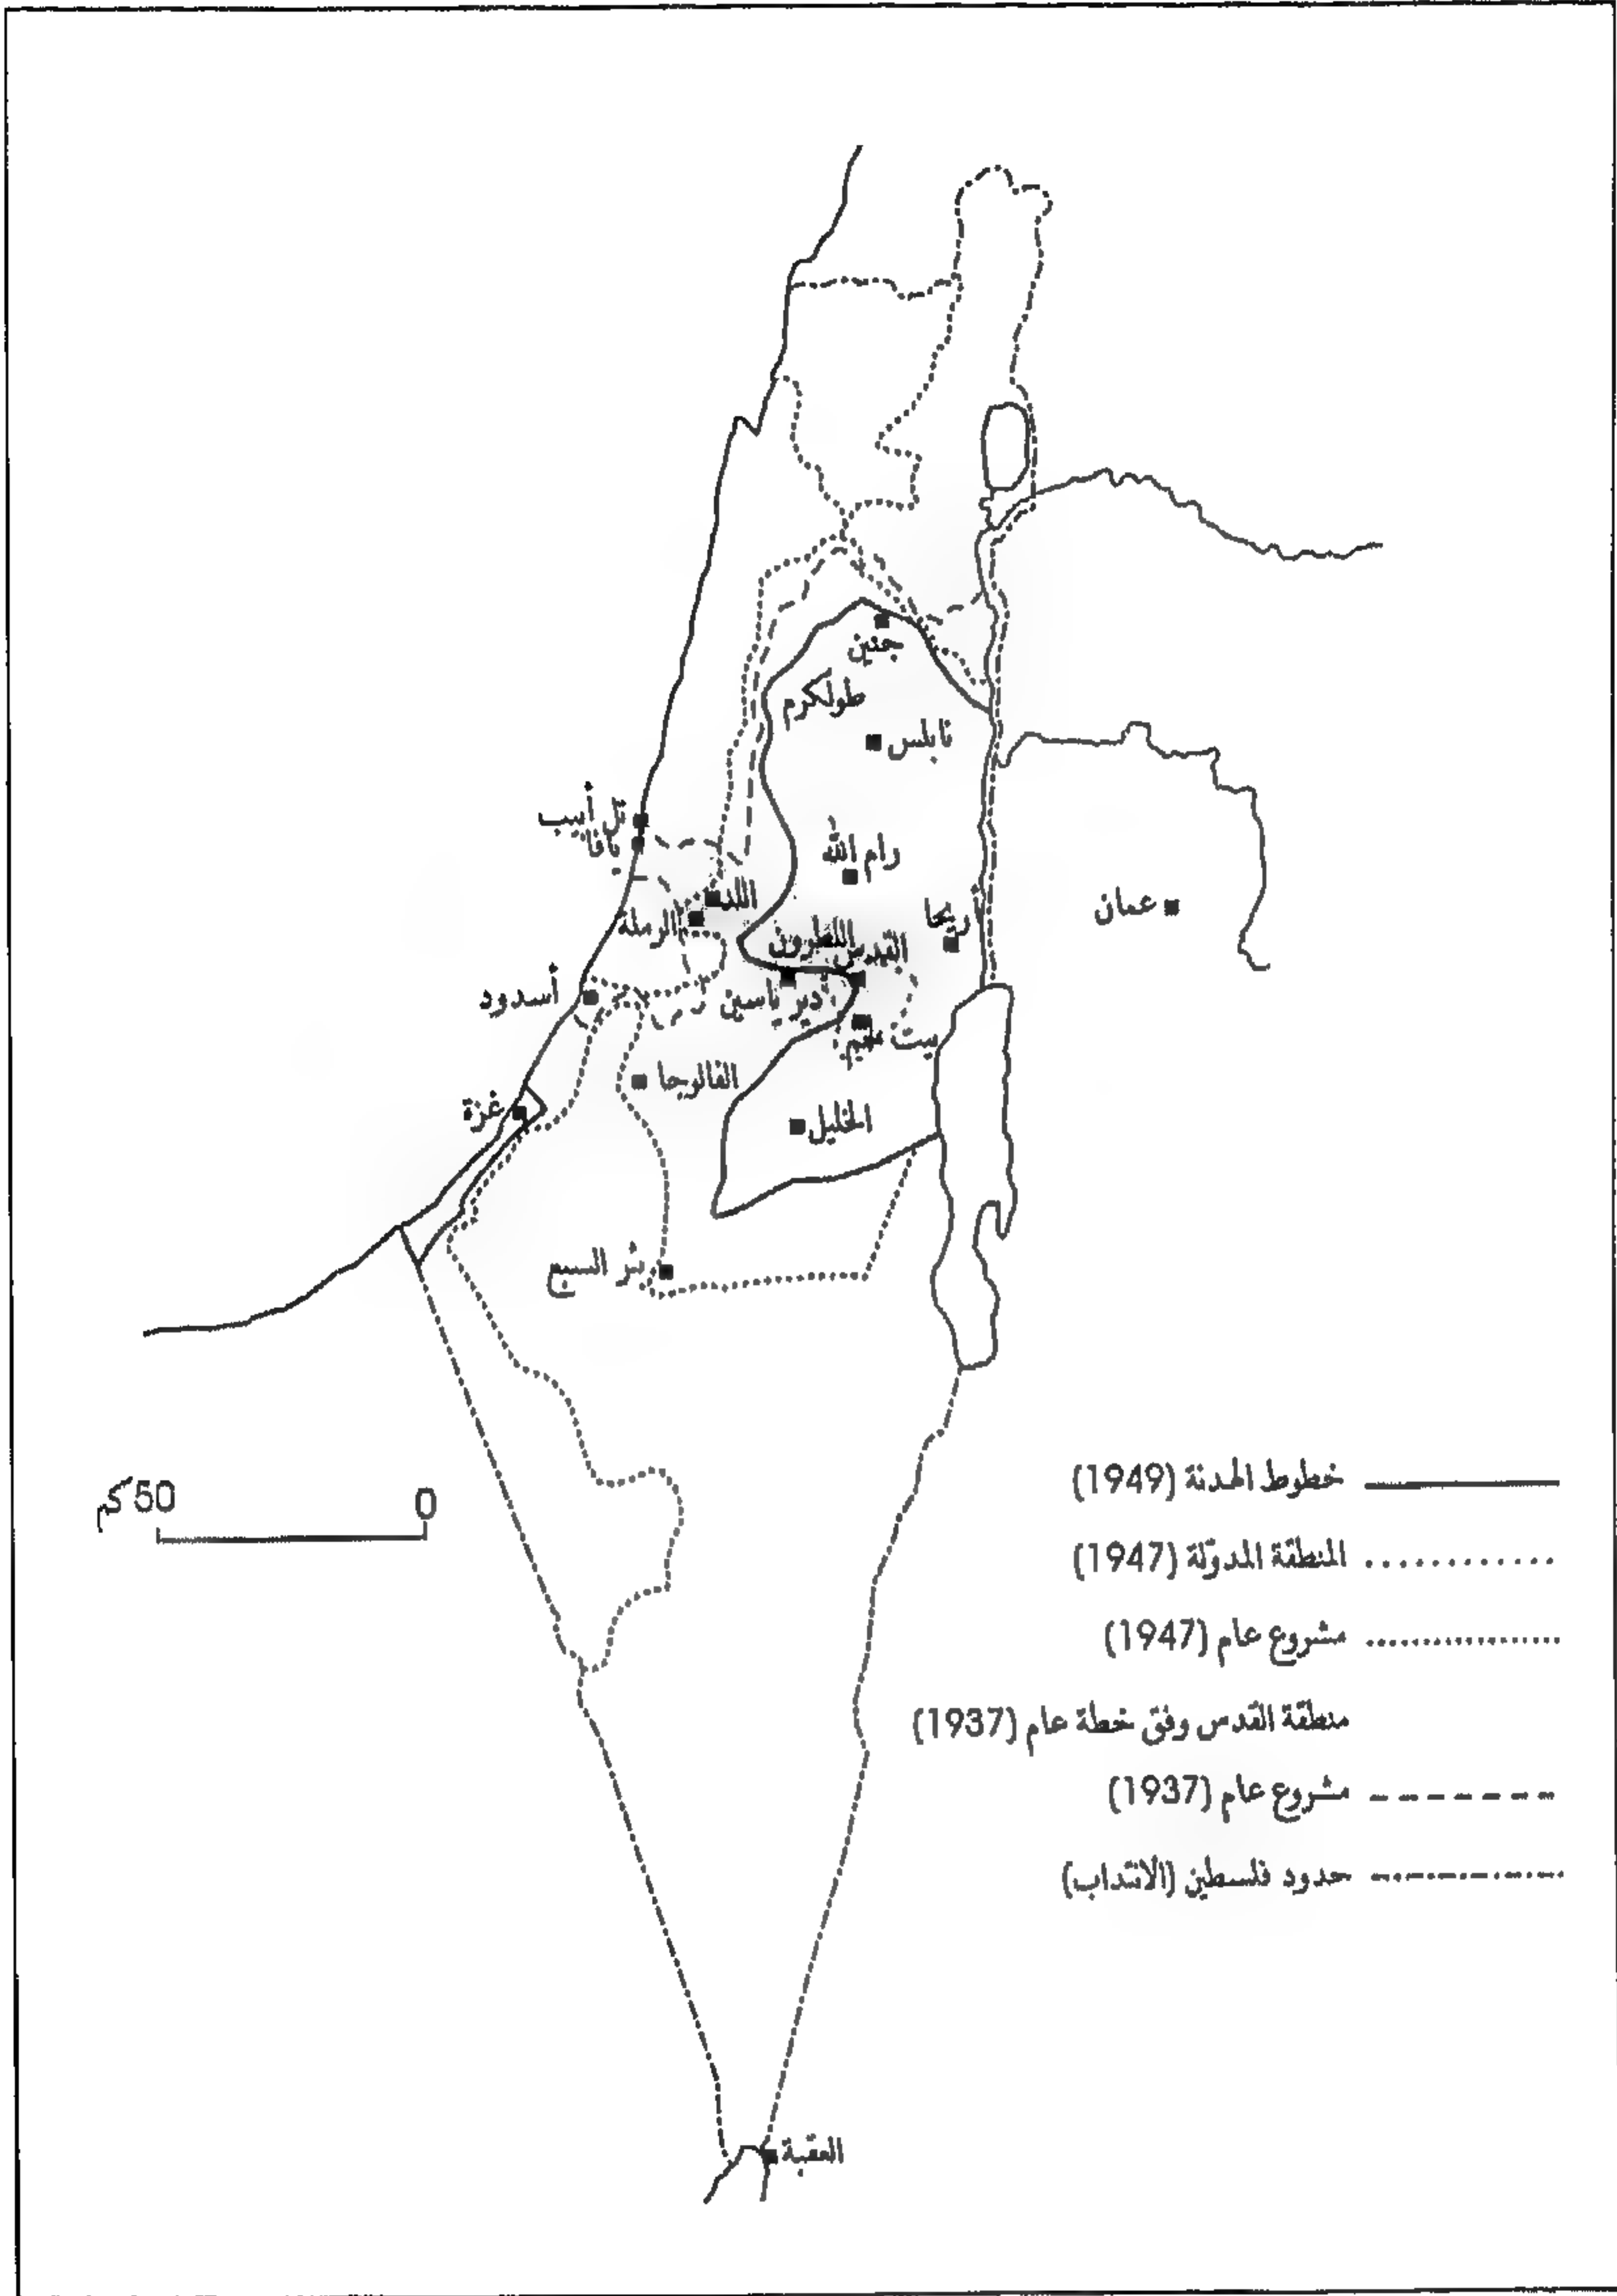 جنين
طولكرم
نابلس
تل أبيب
يافا
رام الله
اللد
الرملة
أريحا
عمان
اللطرون
القدس
أسدود
دير ياسين
بيت لحم
الفالوجا
غزة
الخليل
بئر السبع
50 كم
0
خطوط الهدنة (1949)
المنطقة المدوّلة (1947)
مشروع عام (1947)
منطقة القدس وفق خطة عام (1937)
مشروع عام (1937)
حدود فلسطين (الانتداب)
العقبة